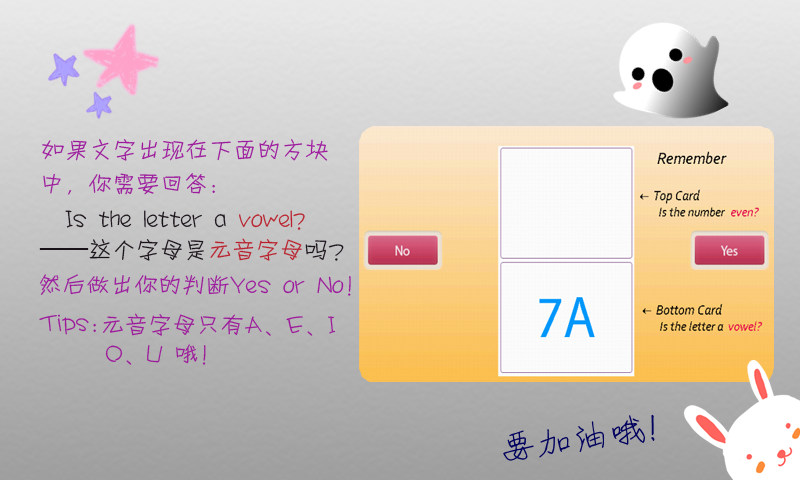 如果文字出现在下面的方块
中，你需要回答：
Is the letter a vowel?
——这个字母是元音字母吗？
然后做出你的判断Yes or No！
Tips:元音字母只有A、E、I
O、U 哦！
No
7A
Remember
← Top Card
Is the number even?
Yes
← Bottom Card
Is the letter a vowel?
要加油哦！